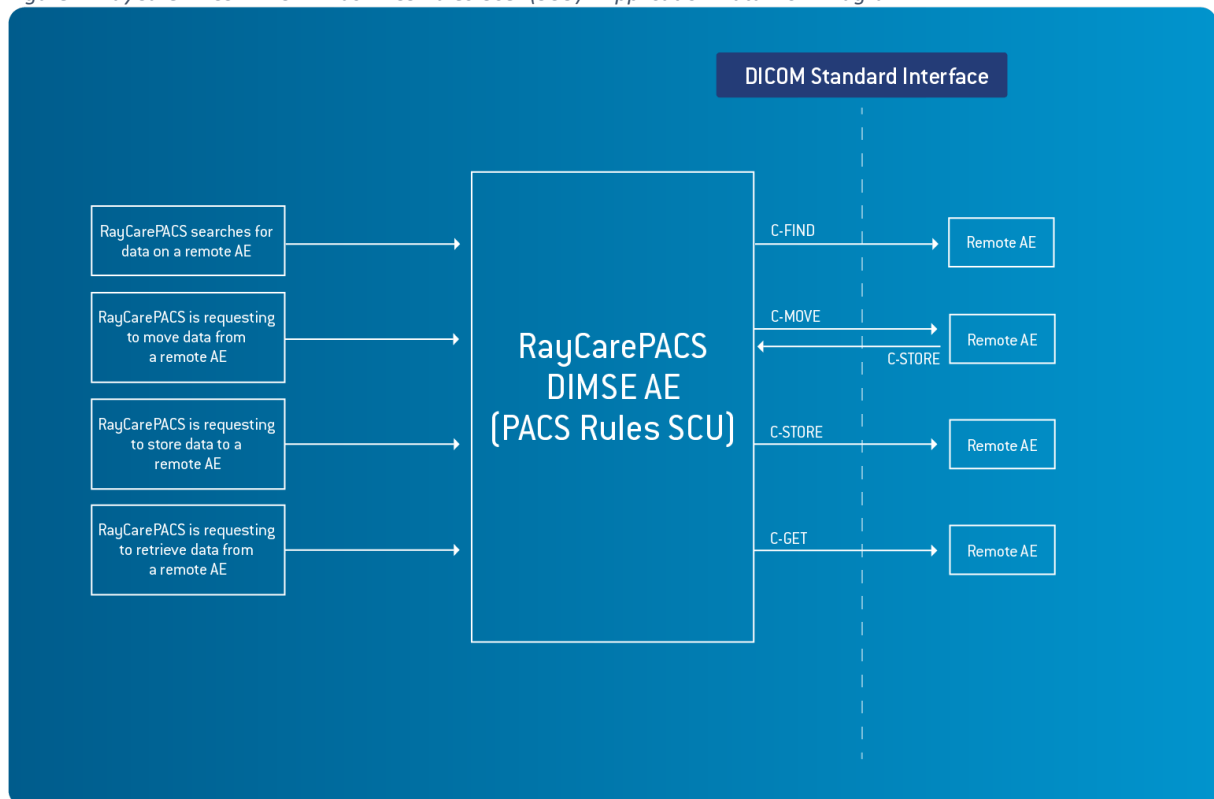 DICOM Standard Interface
RayCarePACS searches for
data on a remote AE
RayCarePACS is requesting
to move data from
a remote AE
RayCarePACS is requesting
to store data to a
remote AE
RayCarePACS is requesting
to retrieve data from
a remote AE
RayCarePACS
DIMSE AE
(PACS Rules SCU)
C-FIND
Remote AE
C-MOVE
C-STORE
Remote AE
C-STORE
Remote AE
C-GET
Remote AE